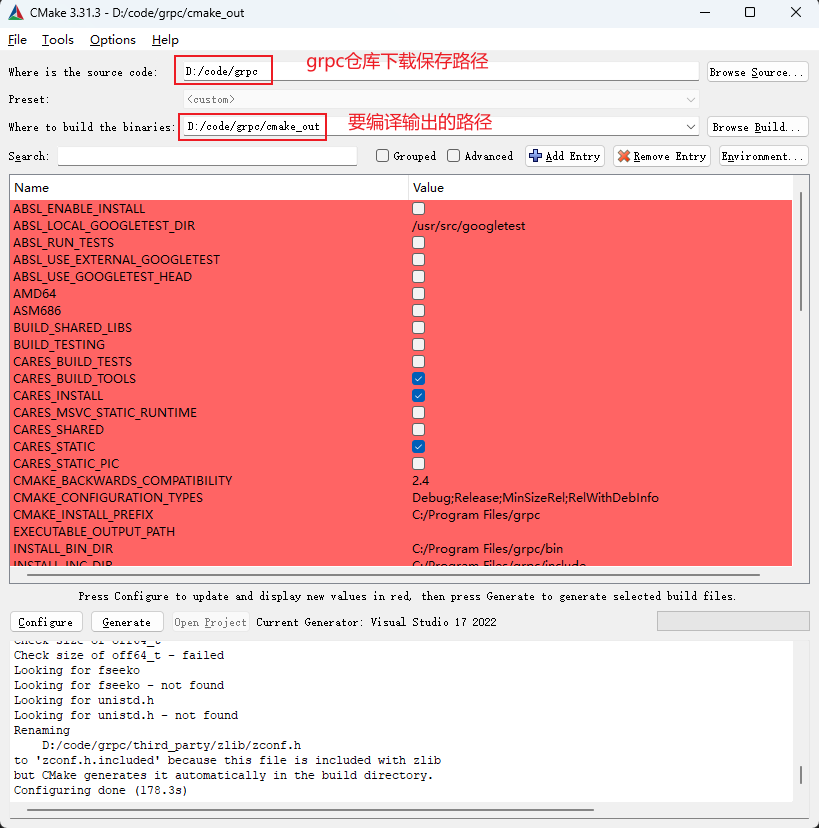 CMake 3.31.3 - D:/code/grpc/cmake_out
File Tools Options Help
Where is the source code: D:/code/grpc grpc仓库下载保存路径 Browse Source...
Preset: <custom>
Where to build the binaries: D:/code/grpc/cmake_out 要编译输出的路径 Browse Build...
Search: Grouped Advanced Add Entry Remove Entry Environment...
Name Value
ABSL_ENABLE_INSTALL
ABSL_LOCAL_GOOGLETEST_DIR /usr/src/googletest
ABSL_RUN_TESTS
ABSL_USE_EXTERNAL_GOOGLETEST
ABSL_USE_GOOGLETEST_HEAD
AMD64
ASM686
BUILD_SHARED_LIBS
BUILD_TESTING
CARES_BUILD_TESTS
CARES_BUILD_TOOLS
CARES_INSTALL
CARES_MSVC_STATIC_RUNTIME
CARES_SHARED
CARES_STATIC
CARES_STATIC_PIC
CMAKE_BACKWARDS_COMPATIBILITY 2.4
CMAKE_CONFIGURATION_TYPES Debug;Release;MinSizeRel;RelWithDebInfo
CMAKE_INSTALL_PREFIX C:/Program Files/grpc
EXECUTABLE_OUTPUT_PATH
INSTALL_BIN_DIR C:/Program Files/grpc/bin
INSTALL_INC_DIR C:/Program Files/grpc/include
Press Configure to update and display new values in red, then press Generate to generate selected build files.
Configure Generate Open Project Current Generator: Visual Studio 17 2022
Check size of off64_t
Check size of off64_t - failed
Looking for fseeko
Looking for fseeko - not found
Looking for unistd.h
Looking for unistd.h - not found
Renaming
D:/code/grpc/third_party/zlib/zconf.h
to 'zconf.h.included' because this file is included with zlib
but CMake generates it automatically in the build directory.
Configuring done (178.3s)